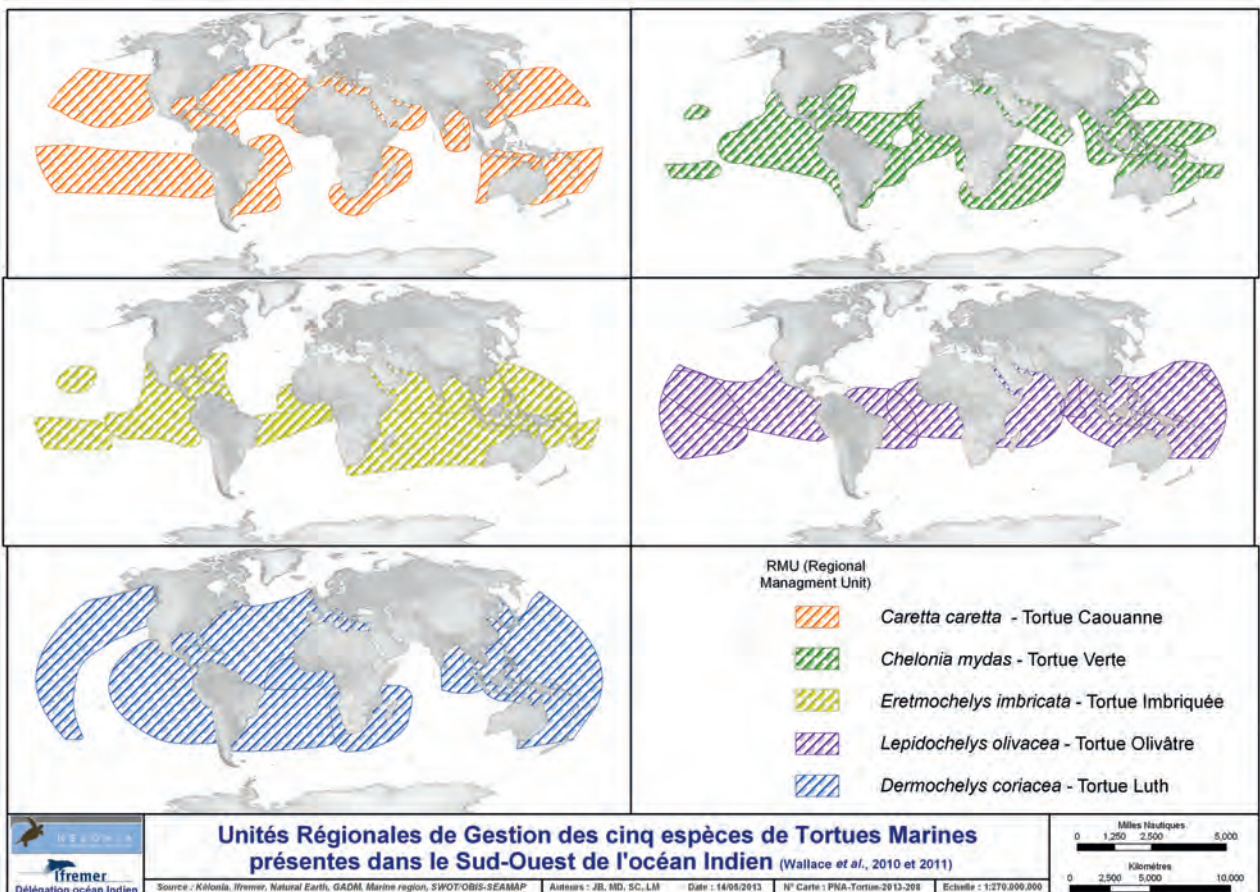 RMU (Regional
Managment Unit)
Caretta caretta - Tortue Caouanne
Chelonia mydas - Tortue Verte
Eretmochelys imbricata - Tortue Imbriquée
Lepidochelys olivacea - Tortue Olivâtre
Dermochelys coriacea - Tortue Luth
KELONIA
Ifremer
Délégation océan Indien
Unités Régionales de Gestion des cinq espèces de Tortues Marines
présentes dans le Sud-Ouest de l'océan Indien (Wallace et al., 2010 et 2011)
Source : Kélonia, Ifremer, Natural Earth, GADM, Marine region, SWOT/OBIS-SEAMAP
Auteurs : JB, MD, SC, LM
Date : 14/05/2013
N° Carte : PNA-Tortue-2013-208
Echelle : 1:270.000.000
Milles Nautiques
0 1,250 2,500 5,000
Kilomètres
0 2,500 5,000 10,000